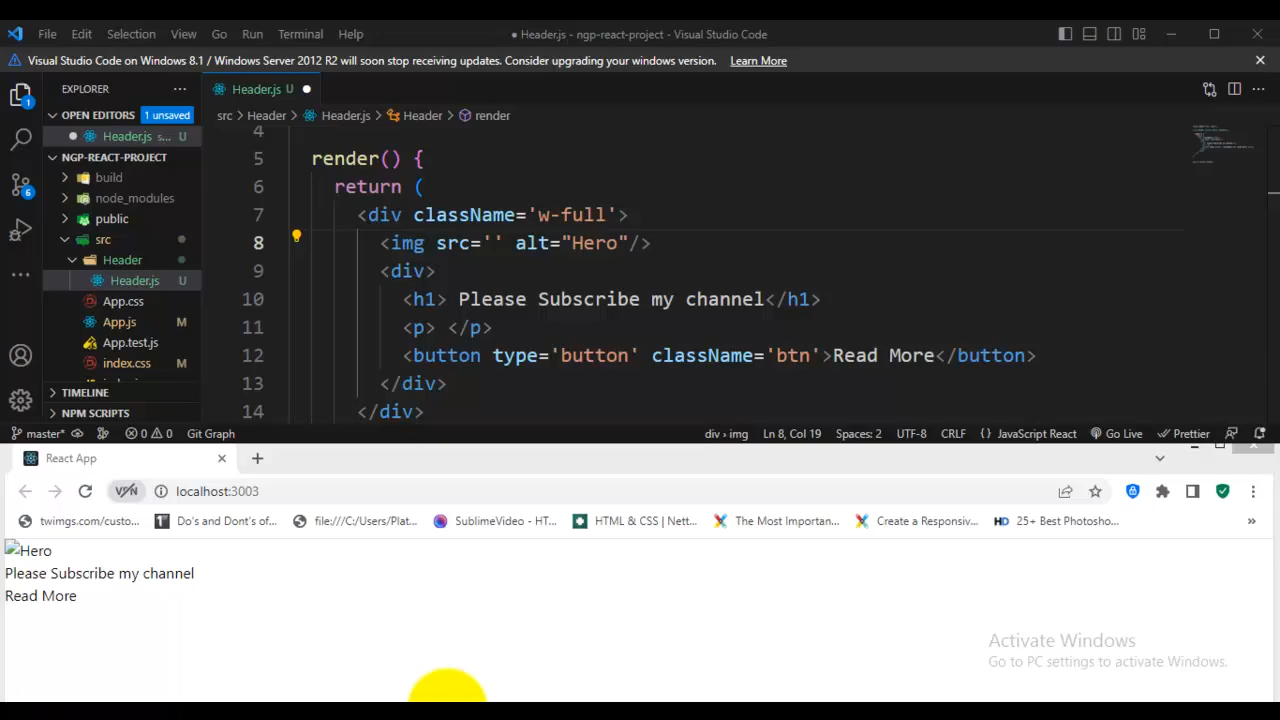 File Edit Selection View Go Run Terminal Help
● Header.js - ngp-react-project - Visual Studio Code
Visual Studio Code on Windows 8.1 / Windows Server 2012 R2 will soon stop receiving updates. Consider upgrading your windows version. Learn More
EXPLORER
OPEN EDITORS 1 unsaved
Header.js s... U
NGP-REACT-PROJECT
build
node_modules
public
src
Header
Header.js U
App.css
App.js M
App.test.js
index.css M
TIMELINE
NPM SCRIPTS
1
6
Header.js U ●
src > Header > Header.js > Header > render
4
5 render() {
6 return (
7 <div className='w-full'>
8 <img src='' alt="Hero"/>
9 <div>
10 <h1> Please Subscribe my channel</h1>
11 <p> </p>
12 <button type='button' className='btn'>Read More</button>
13 </div>
14 </div>
master* 0 0 Git Graph div > img Ln 8, Col 19 Spaces: 2 UTF-8 CRLF {} JavaScript React Go Live Prettier
React App
VPN localhost:3003
twimgs.com/custo... Do's and Dont's of... file:///C:/Users/Plat... SublimeVideo - HT... HTML & CSS | Nett... The Most Importan... Create a Responsiv... HD 25+ Best Photosho... »
Hero
Please Subscribe my channel
Read More
Activate Windows
Go to PC settings to activate Windows.